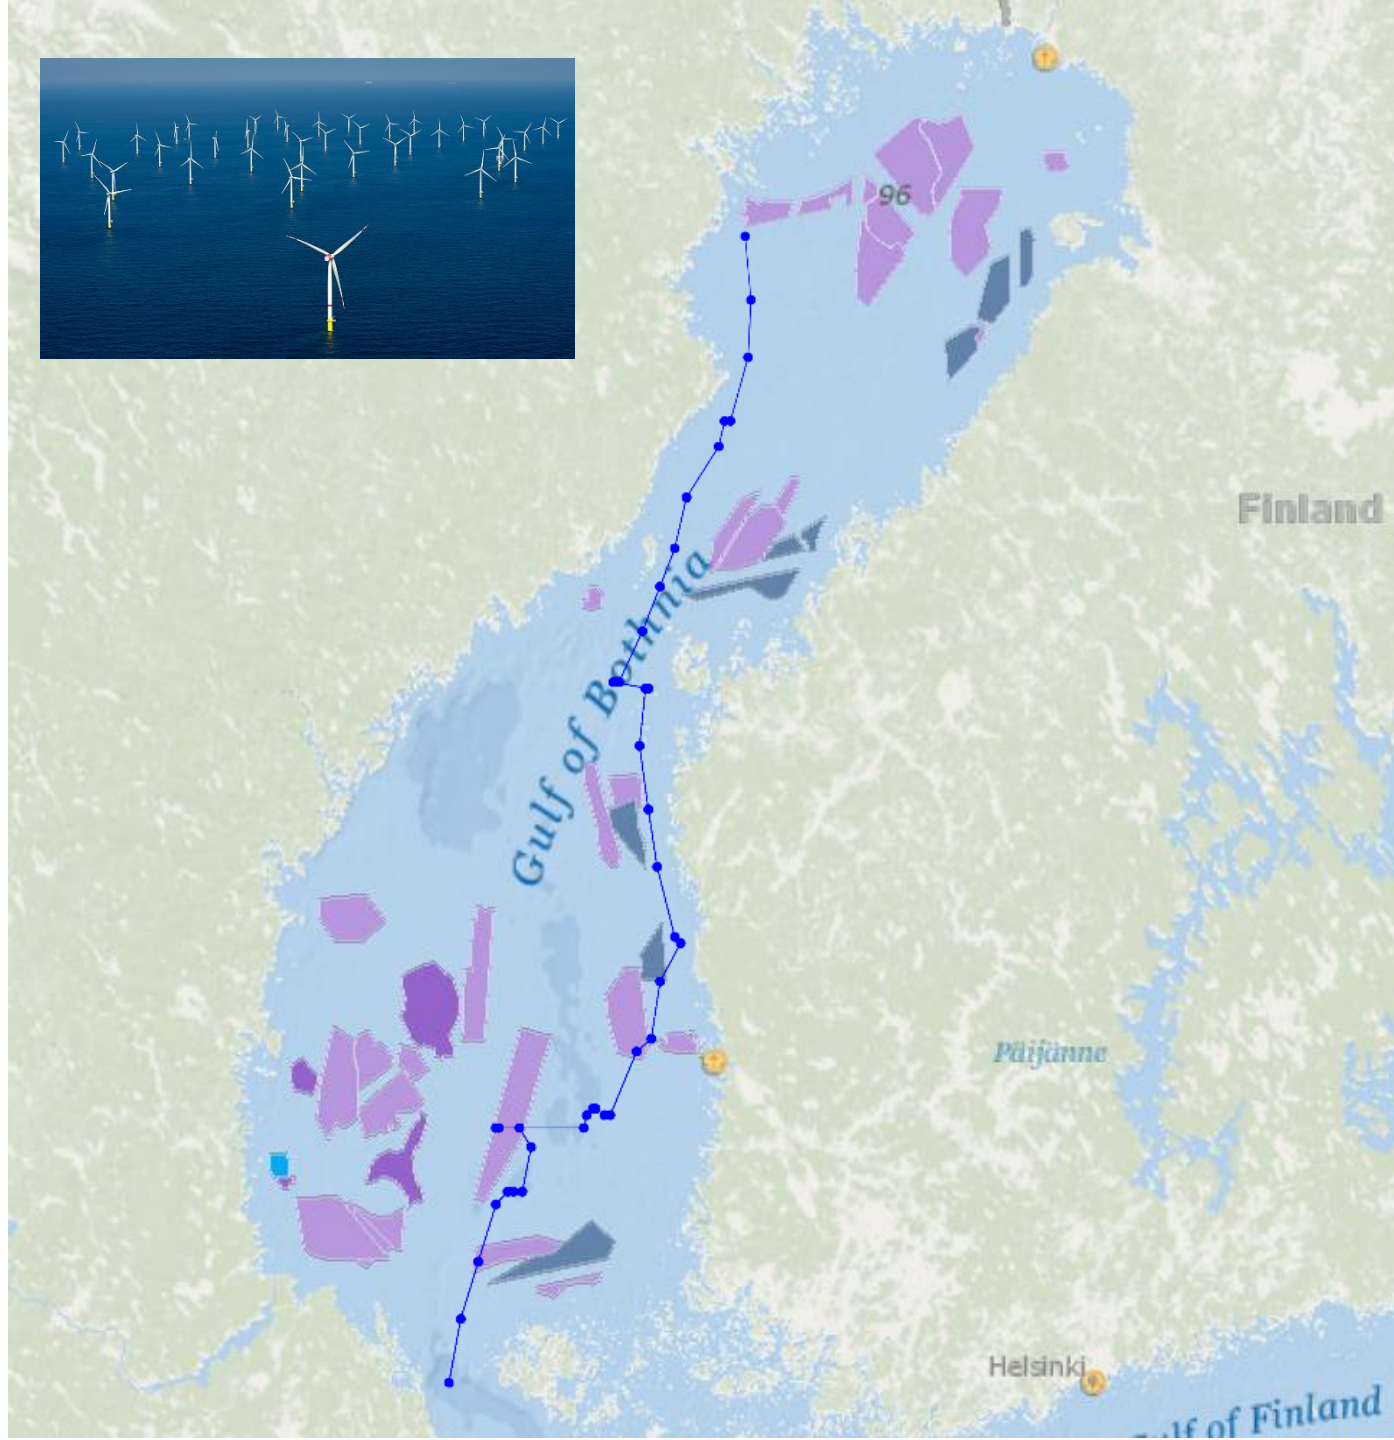 96
Finland
Gulf of Bothnia
Päijänne
Helsinki
Gulf of Finland